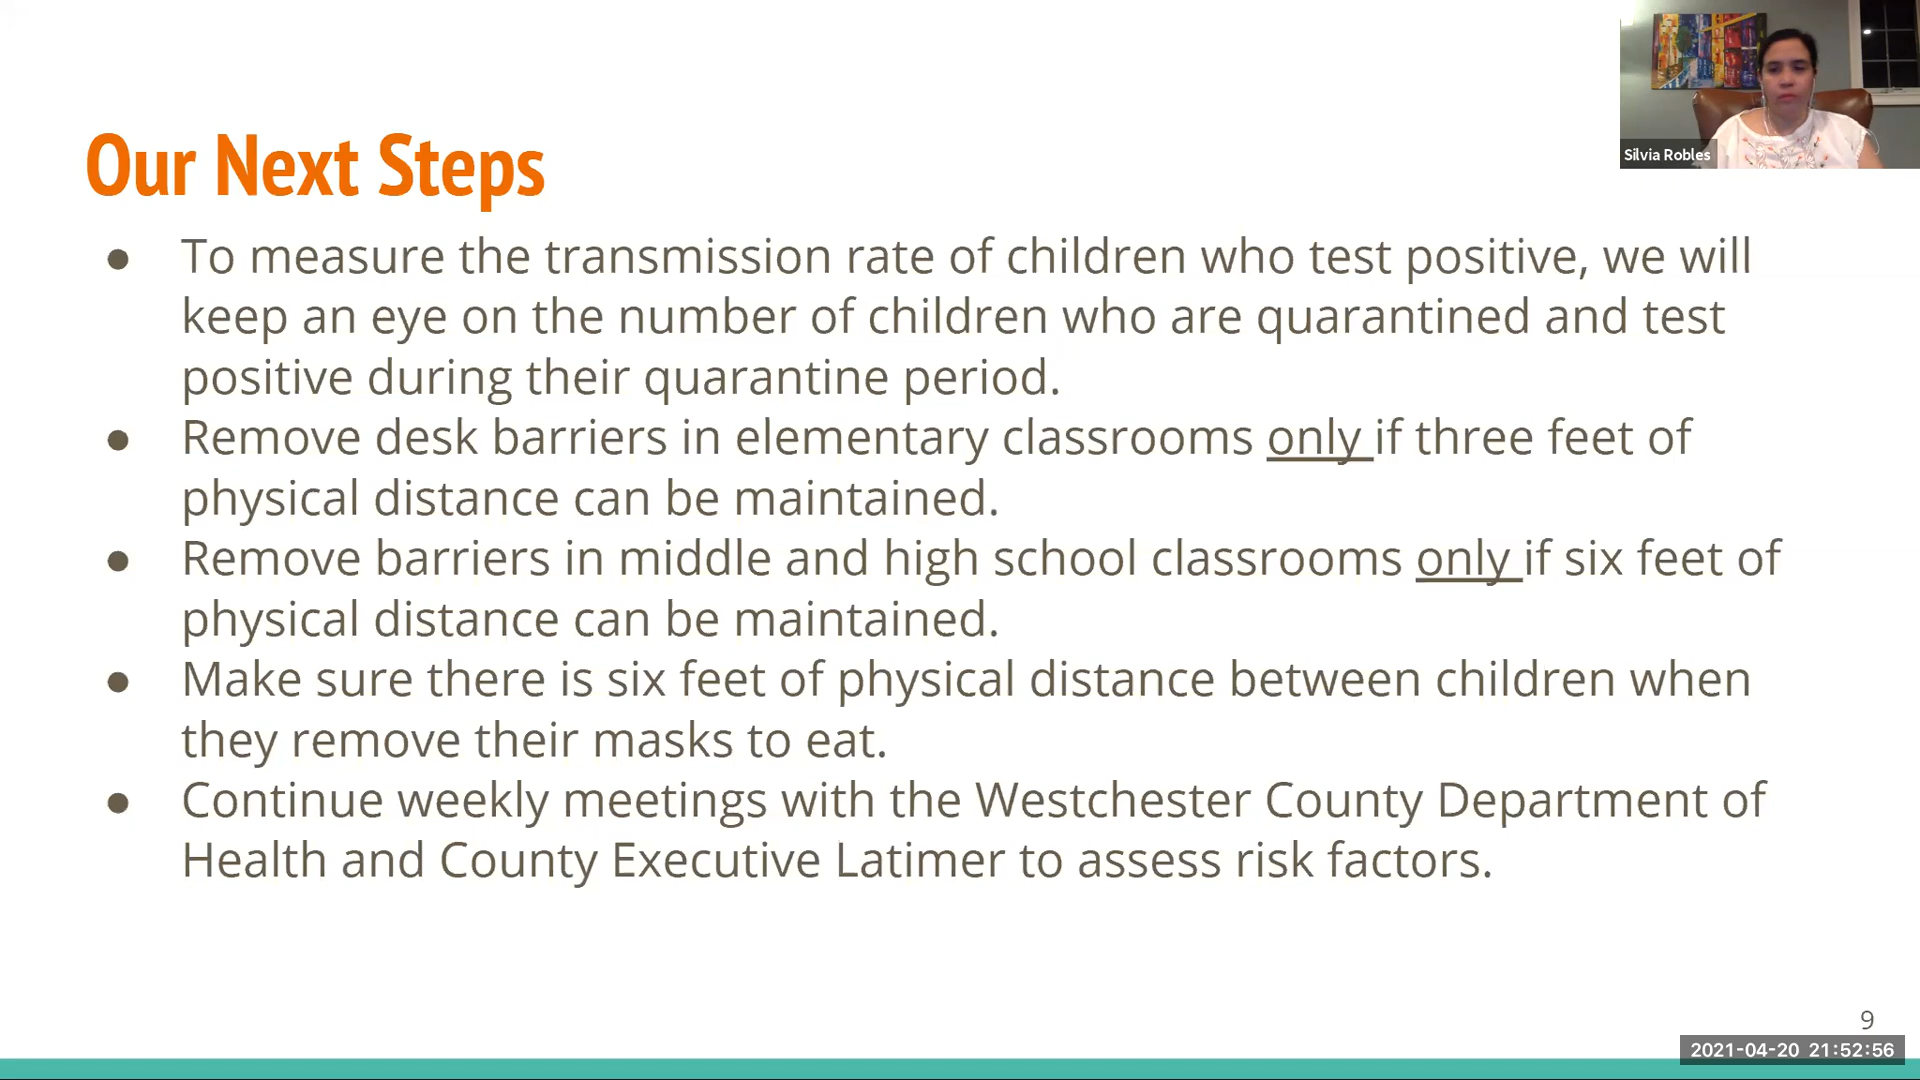 Silvia Robles
Our Next Steps
● To measure the transmission rate of children who test positive, we will
keep an eye on the number of children who are quarantined and test
positive during their quarantine period.
● Remove desk barriers in elementary classrooms only if three feet of
physical distance can be maintained.
● Remove barriers in middle and high school classrooms only if six feet of
physical distance can be maintained.
● Make sure there is six feet of physical distance between children when
they remove their masks to eat.
● Continue weekly meetings with the Westchester County Department of
Health and County Executive Latimer to assess risk factors.
9
2021-04-20 21:52:56